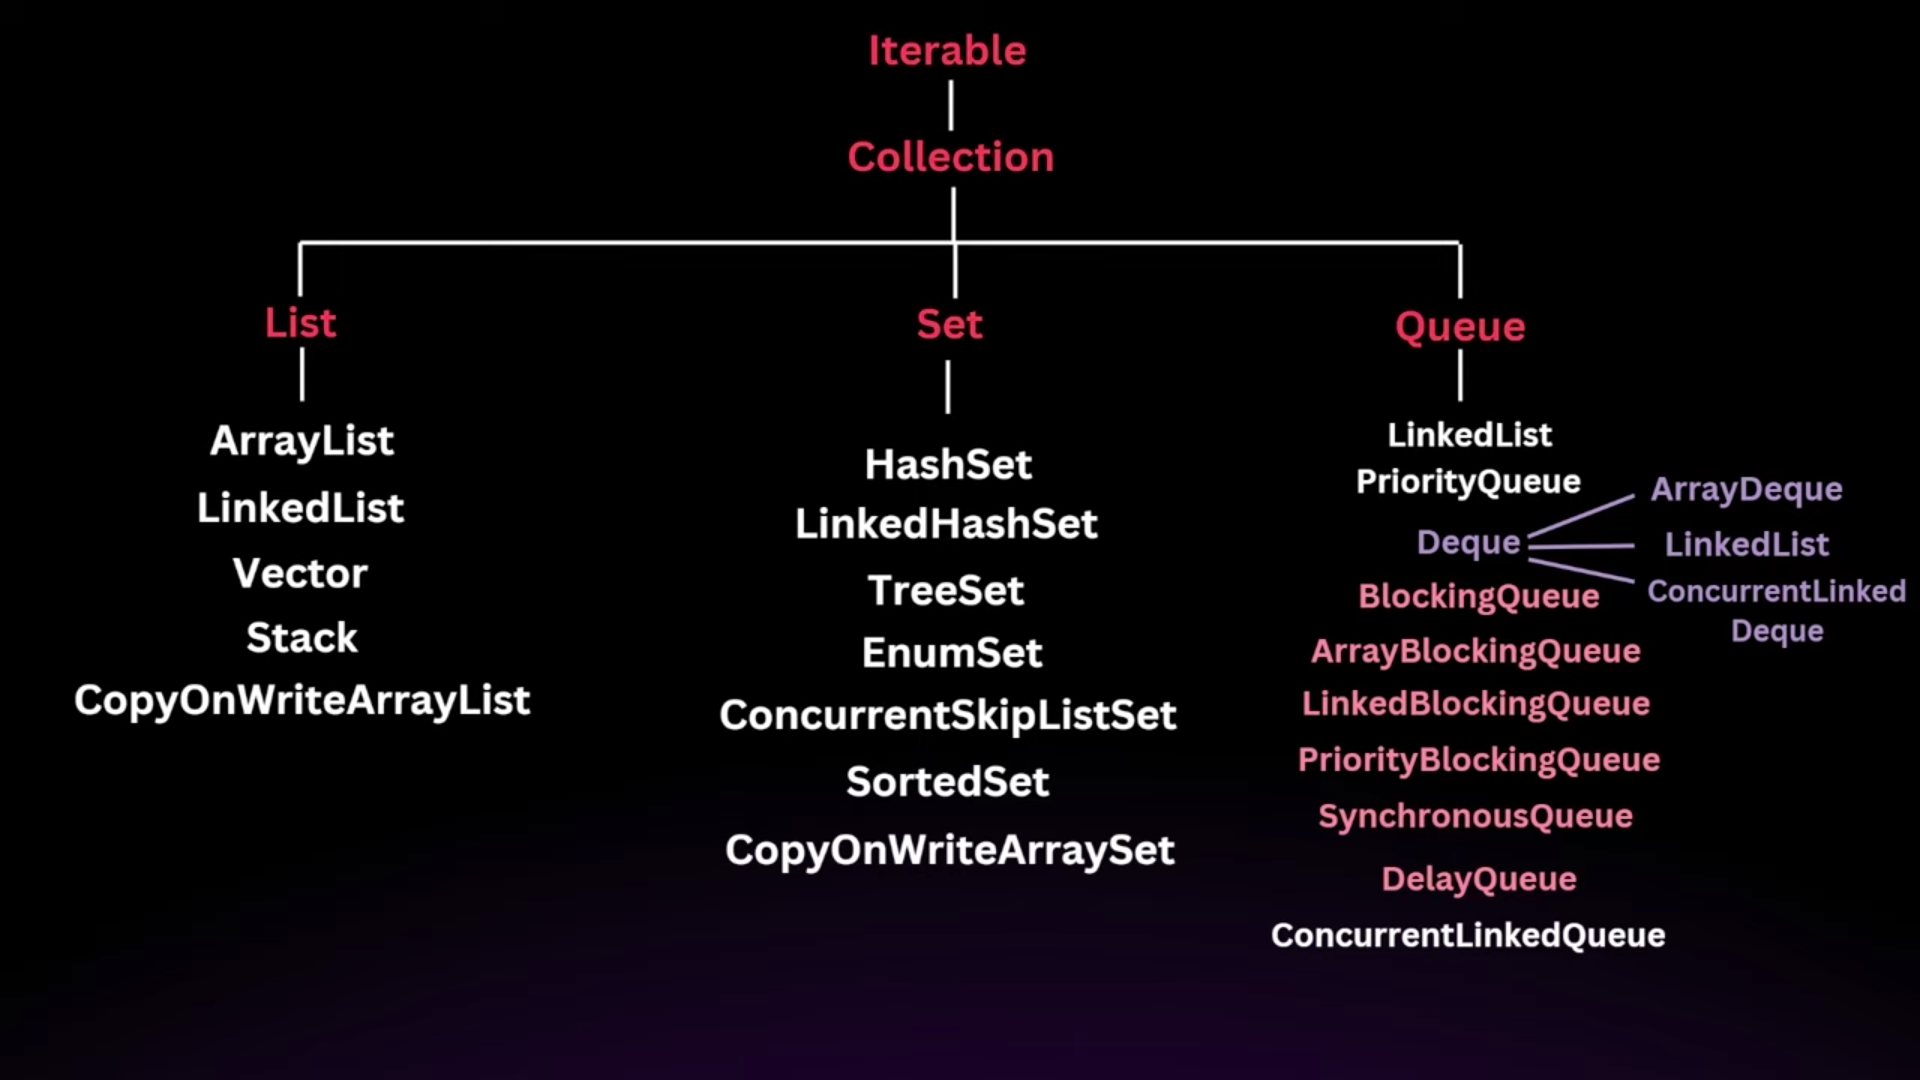 Iterable
Collection
List
Set
Queue
ArrayList
LinkedList
Vector
Stack
CopyOnWriteArrayList
HashSet
LinkedHashSet
TreeSet
EnumSet
ConcurrentSkipListSet
SortedSet
CopyOnWriteArraySet
LinkedList
PriorityQueue
Deque
ArrayDeque
LinkedList
ConcurrentLinked
Deque
BlockingQueue
ArrayBlockingQueue
LinkedBlockingQueue
PriorityBlockingQueue
SynchronousQueue
DelayQueue
ConcurrentLinkedQueue